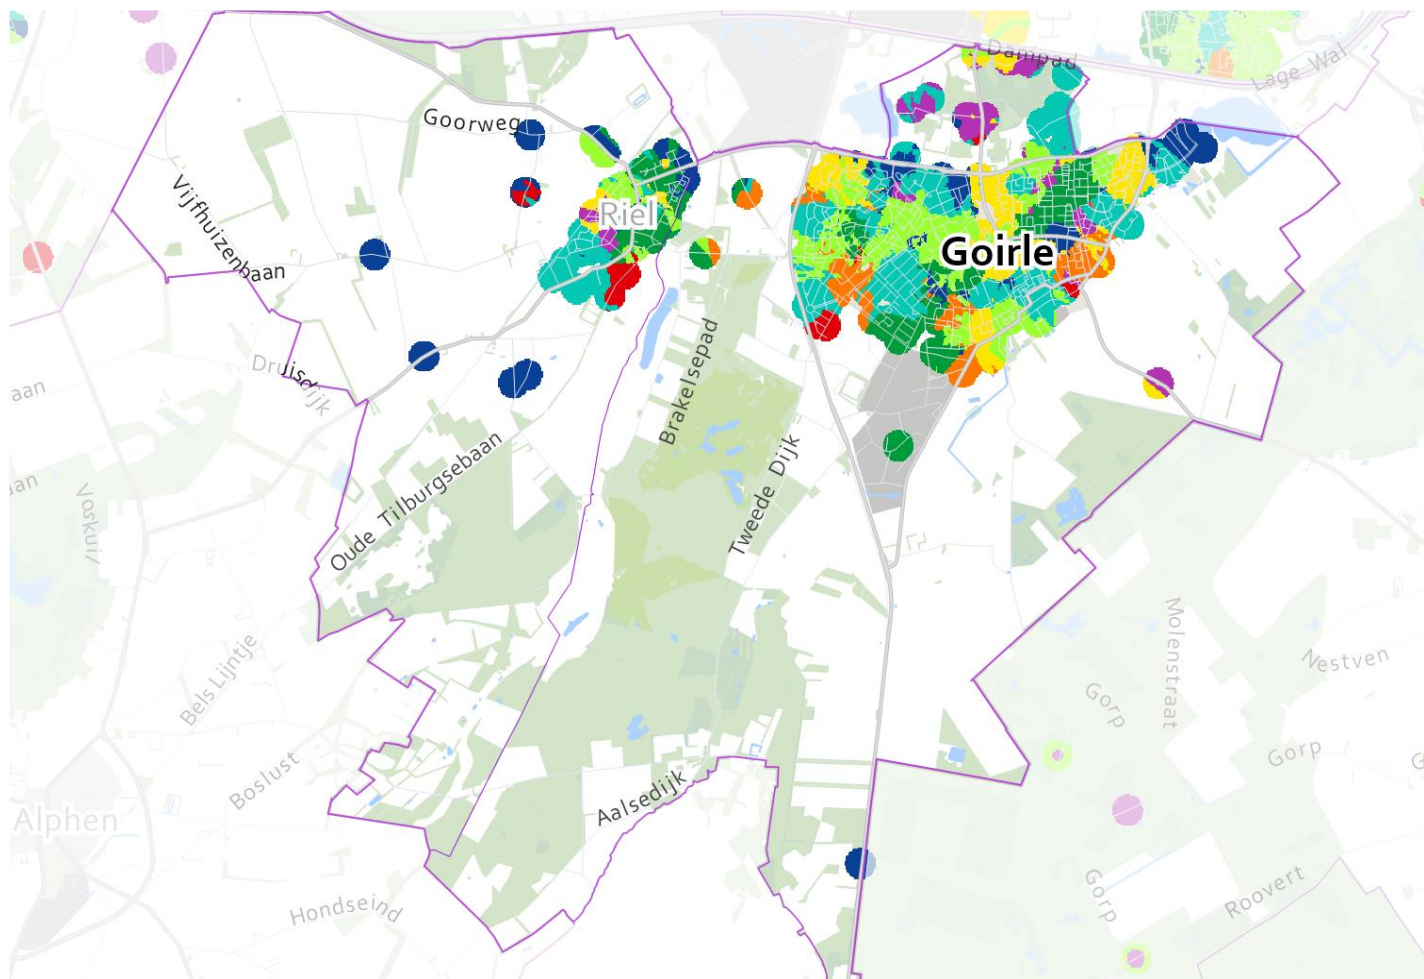 Dampad
Lage Wal
Goorweg
Vijfhuizenbaan
Riel
Goirle
aan
Druisdijk
Brakelsepad
Oude Tilburgsebaan
Tweede Dijk
aan
Voskuil
Molenstraat
Nestven
Bels Lijntje
Gorp
Gorp
G
Boslust
Aalsedijk
Alphen
Gorp
Roovert
Hondseind